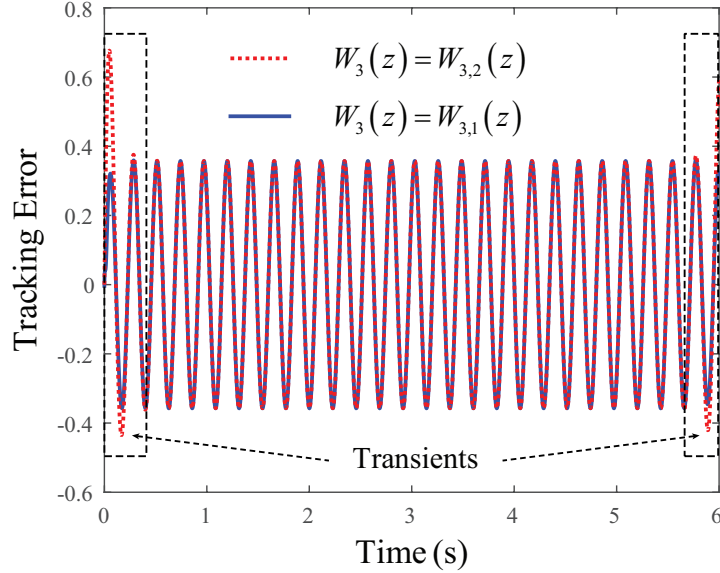 0.8
0.6
0.4
0.2
0
-0.2
-0.4
-0.6
Tracking Error
W₃(z) = W₃,₂(z)
W₃(z) = W₃,₁(z)
Transients
0 1 2 3 4 5 6
Time (s)